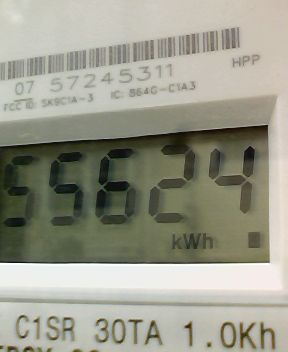 07 57245311
HPP
FCC ID: SK9C1A-3 IC: 864G-C1A3
55624
kWh
C1SR 30TA 1.0Kh